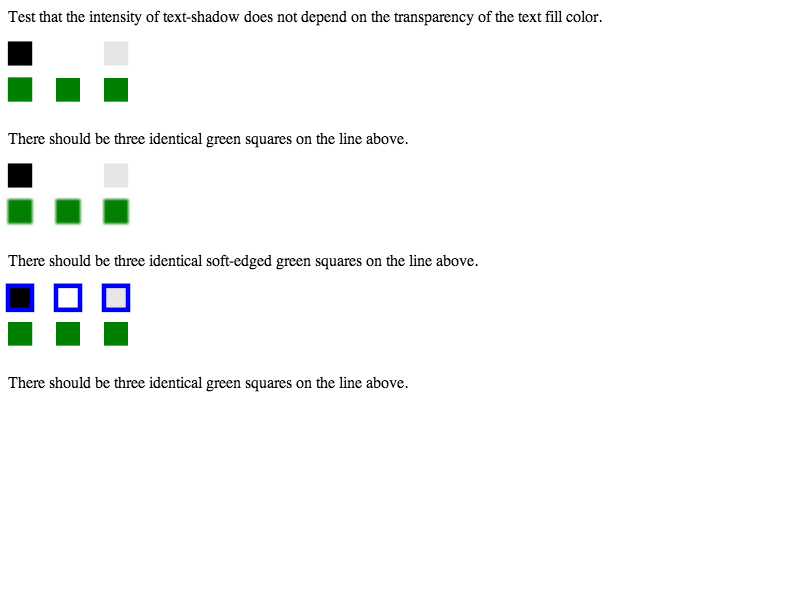 Test that the intensity of text-shadow does not depend on the transparency of the text fill color.
There should be three identical green squares on the line above.
There should be three identical soft-edged green squares on the line above.
There should be three identical green squares on the line above.